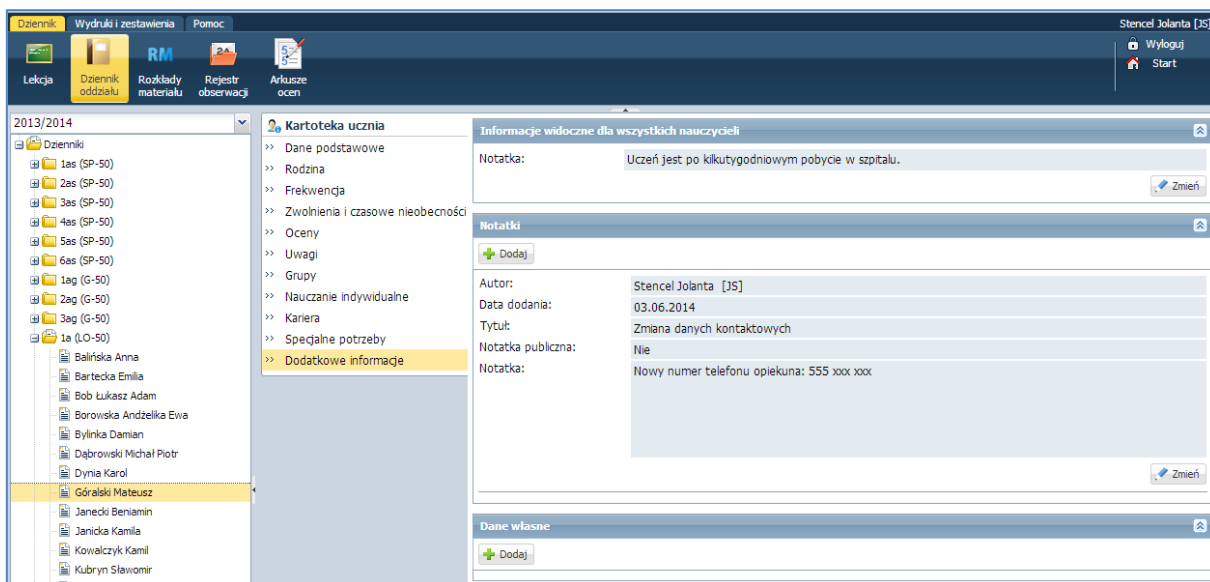 Dziennik Wydruki i zestawienia Pomoc Stencel Jolanta [JS]
Lekcja
Dziennik oddziału
RM
Rozkłady materiału
Rejestr obserwacji
Arkusze ocen
Wyloguj
Start
2013/2014
Dzienniki
1as (SP-50)
2as (SP-50)
3as (SP-50)
4as (SP-50)
5as (SP-50)
6as (SP-50)
1ag (G-50)
2ag (G-50)
3ag (G-50)
1a (LO-50)
Balińska Anna
Bartecka Emilia
Bob Łukasz Adam
Borowska Andżelika Ewa
Bylinka Damian
Dąbrowski Michał Piotr
Dynia Karol
Góralski Mateusz
Janecki Beniamin
Janicka Kamila
Kowalczyk Kamil
Kubryn Sławomir
Kartoteka ucznia
Dane podstawowe
Rodzina
Frekwencja
Zwolnienia i czasowe nieobecności
Oceny
Uwagi
Grupy
Nauczanie indywidualne
Kariera
Specjalne potrzeby
Dodatkowe informacje
Informacje widoczne dla wszystkich nauczycieli
Notatka: Uczeń jest po kilkutygodniowym pobycie w szpitalu.
Zmień
Notatki
Dodaj
Autor: Stencel Jolanta [JS]
Data dodania: 03.06.2014
Tytuł: Zmiana danych kontaktowych
Notatka publiczna: Nie
Notatka: Nowy numer telefonu opiekuna: 555 xxx xxx
Zmień
Dane własne
Dodaj